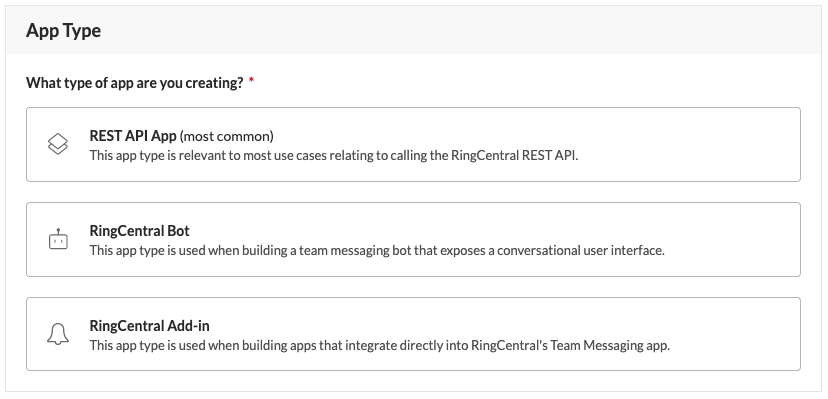 App Type
What type of app are you creating? *
REST API App (most common)
This app type is relevant to most use cases relating to calling the RingCentral REST API.
RingCentral Bot
This app type is used when building a team messaging bot that exposes a conversational user interface.
RingCentral Add-in
This app type is used when building apps that integrate directly into RingCentral's Team Messaging app.